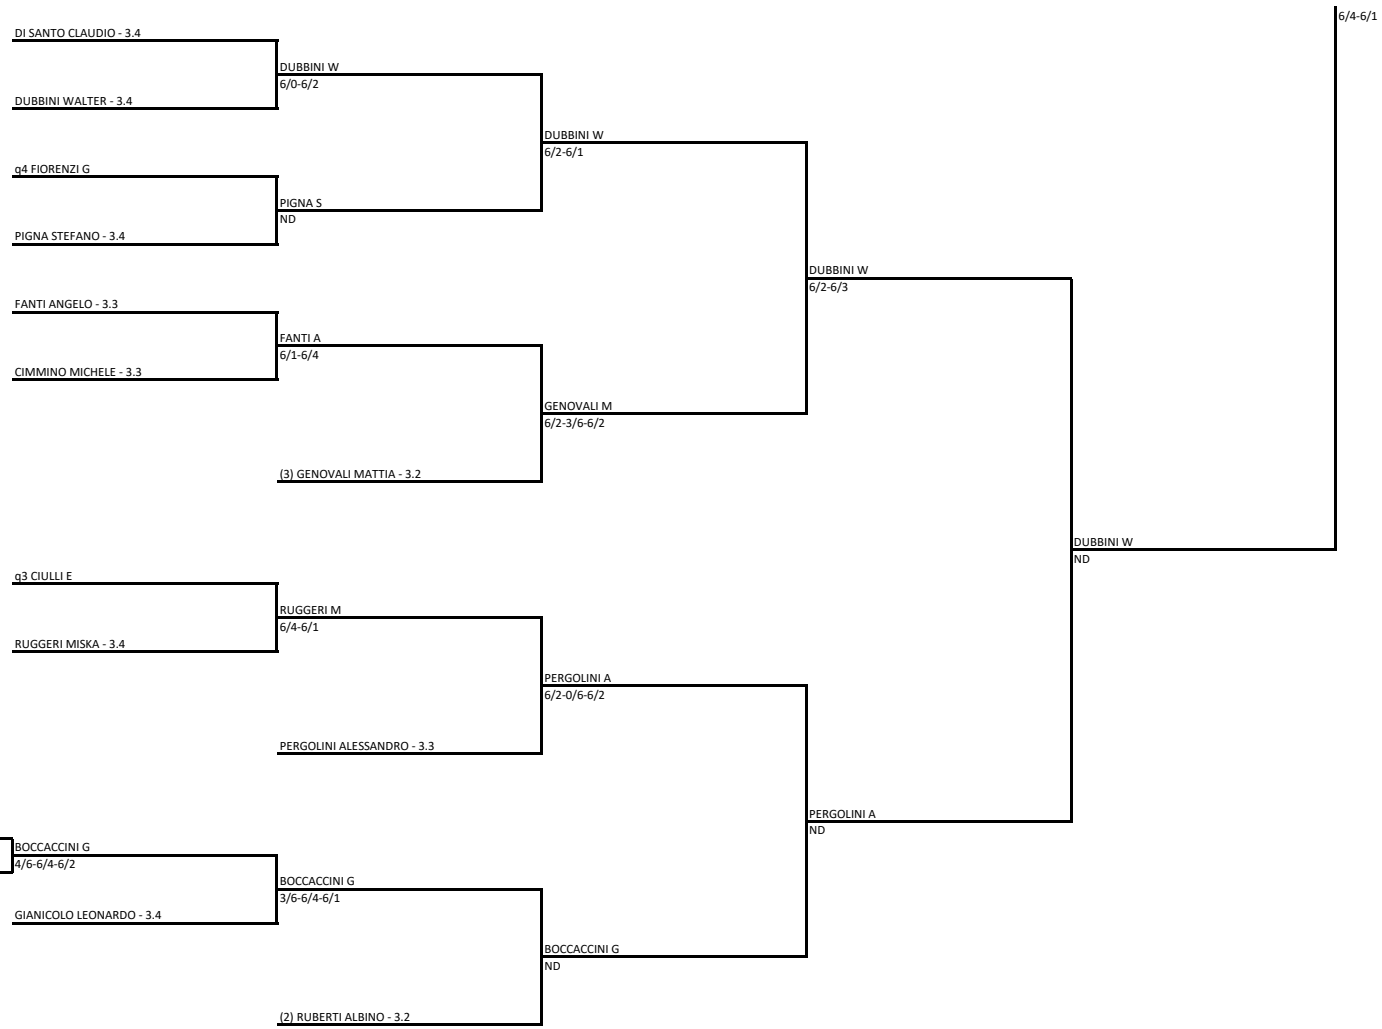 6/4-6/1
DI SANTO CLAUDIO - 3.4
DUBBINI W
6/0-6/2
DUBBINI WALTER - 3.4
DUBBINI W
6/2-6/1
q4 FIORENZI G
PIGNA S
ND
PIGNA STEFANO - 3.4
DUBBINI W
6/2-6/3
FANTI ANGELO - 3.3
FANTI A
6/1-6/4
CIMMINO MICHELE - 3.3
GENOVALI M
6/2-3/6-6/2
(3) GENOVALI MATTIA - 3.2
DUBBINI W
ND
q3 CIULLI E
RUGGERI M
6/4-6/1
RUGGERI MISKA - 3.4
PERGOLINI A
6/2-0/6-6/2
PERGOLINI ALESSANDRO - 3.3
PERGOLINI A
ND
BOCCACCINI G
4/6-6/4-6/2
BOCCACCINI G
3/6-6/4-6/1
GIANICOLO LEONARDO - 3.4
BOCCACCINI G
ND
(2) RUBERTI ALBINO - 3.2